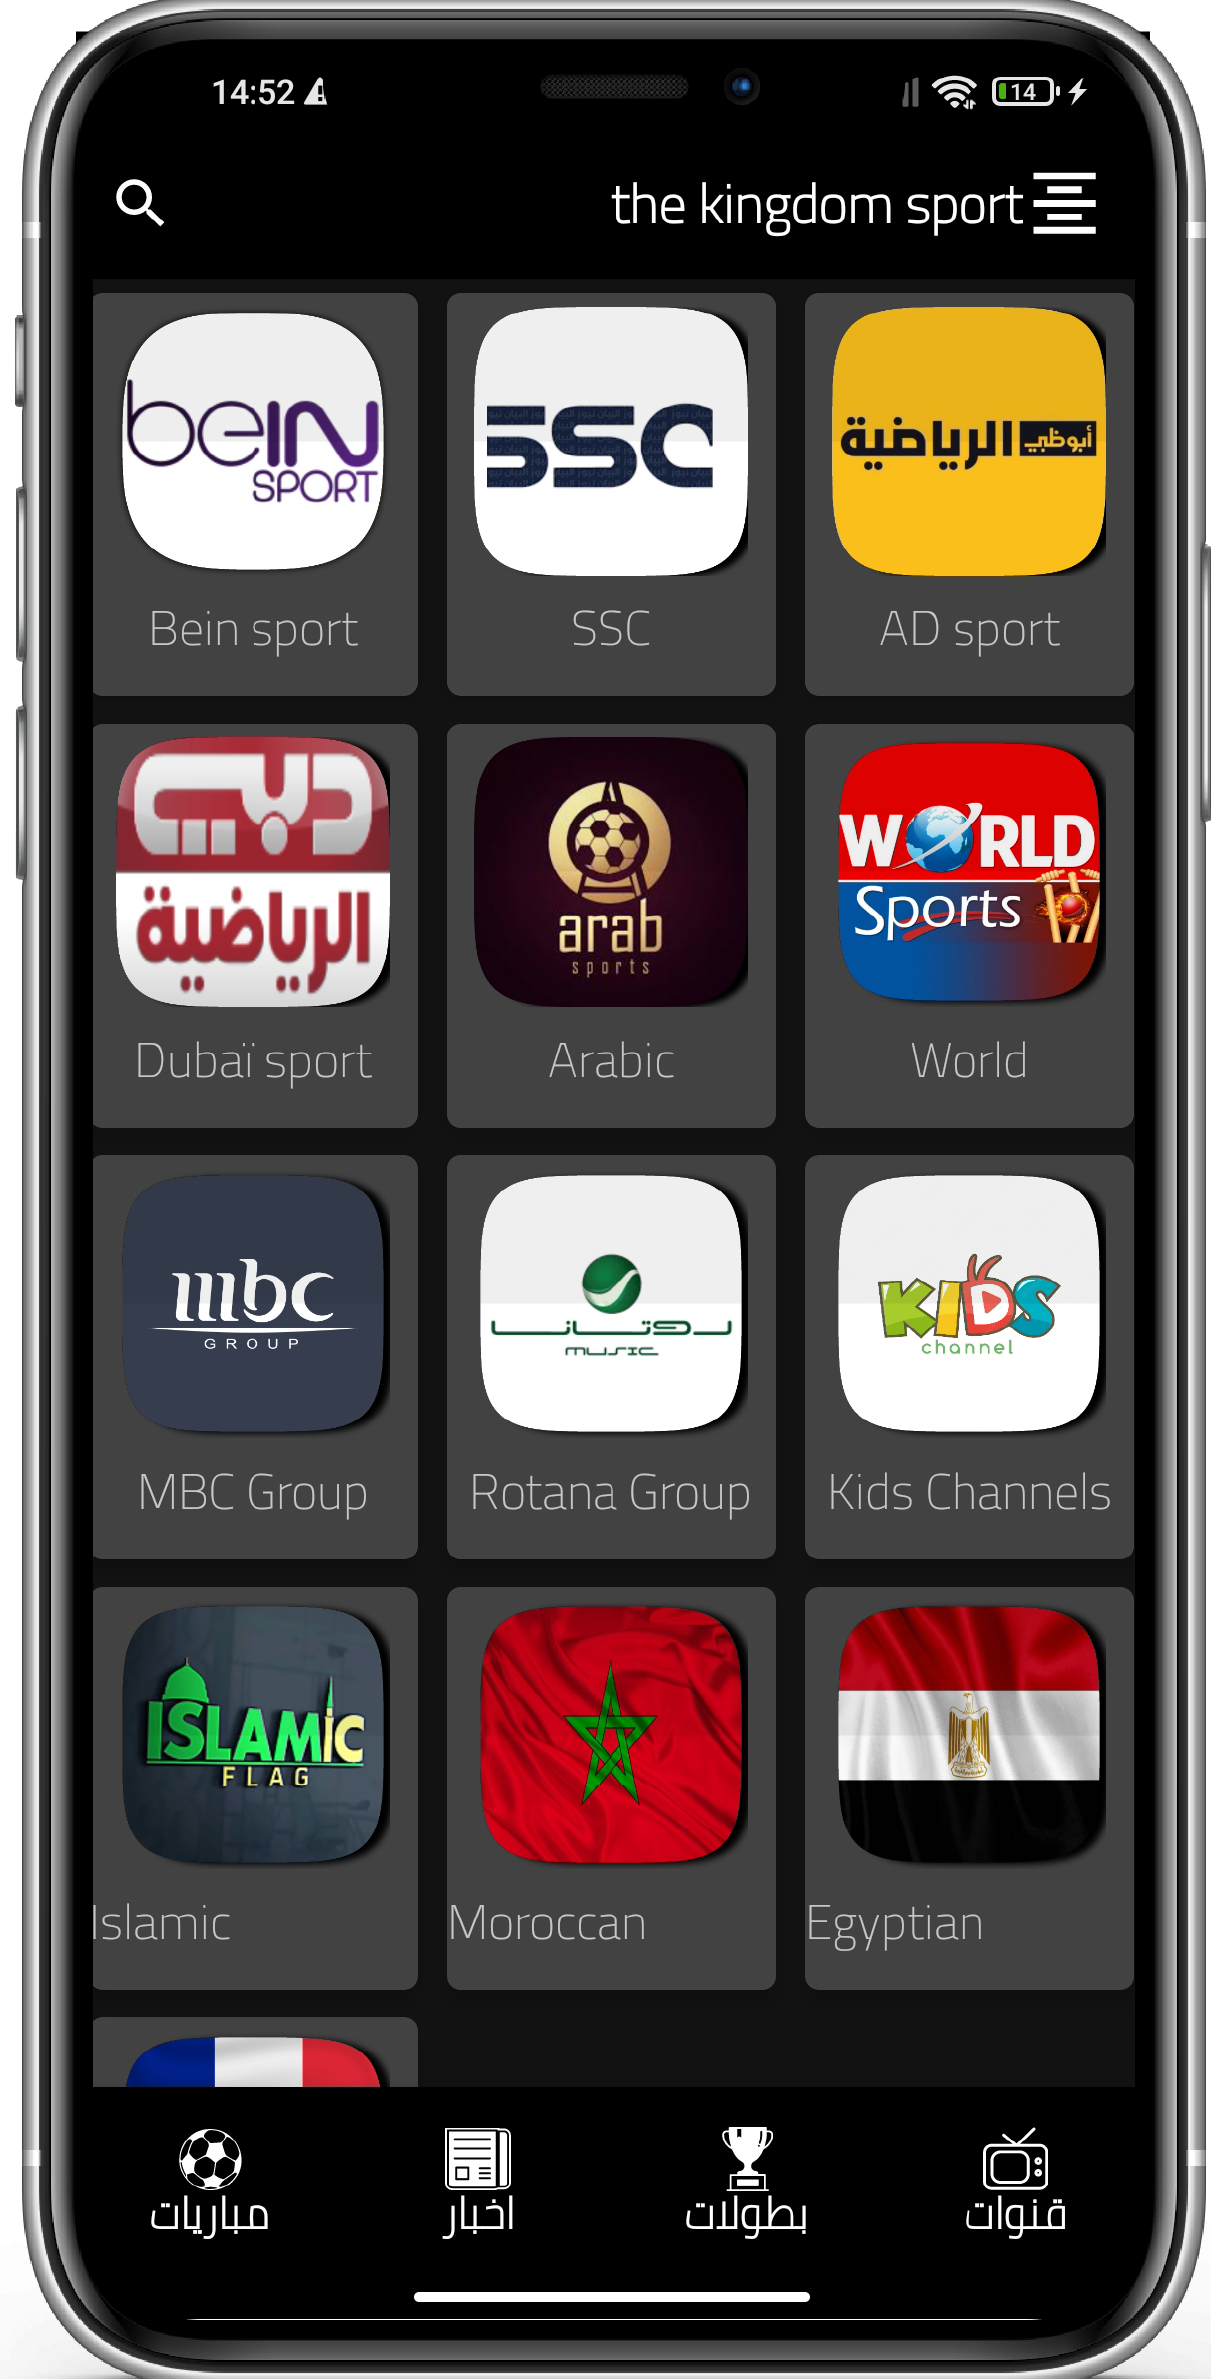 14:52
14
the kingdom sport
beIN
SPORT
SSC
أبوظبي الرياضية
Bein sport
SSC
AD sport
دبي
الرياضية
arab
sports
WORLD
Sports
Dubaï sport
Arabic
World
mbc
GROUP
روتانا
MUSIC
KIDS
channel
MBC Group
Rotana Group
Kids Channels
ISLAMIC
FLAG
Islamic
Moroccan
Egyptian
مباريات
اخبار
بطولات
قنوات